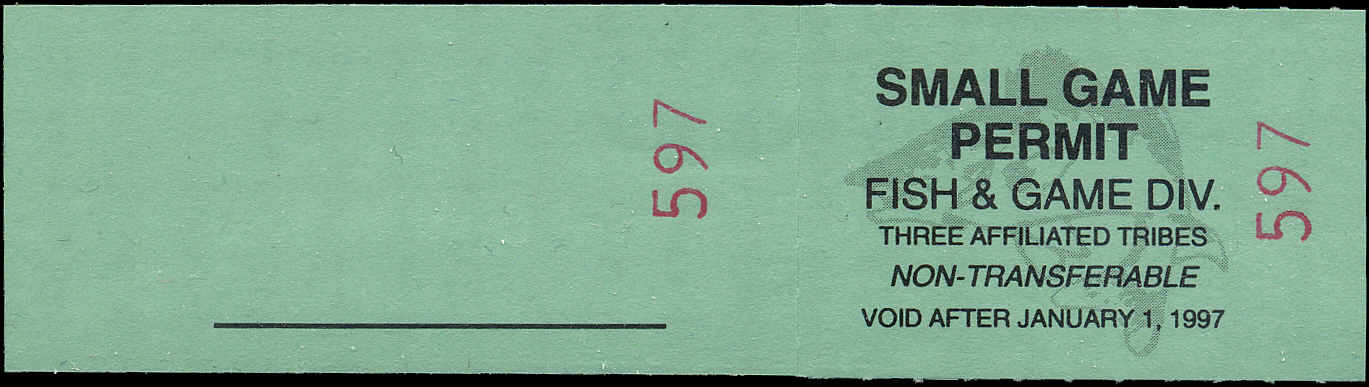 597
SMALL GAME
PERMIT
FISH & GAME DIV.
THREE AFFILIATED TRIBES
NON-TRANSFERABLE
VOID AFTER JANUARY 1, 1997
597